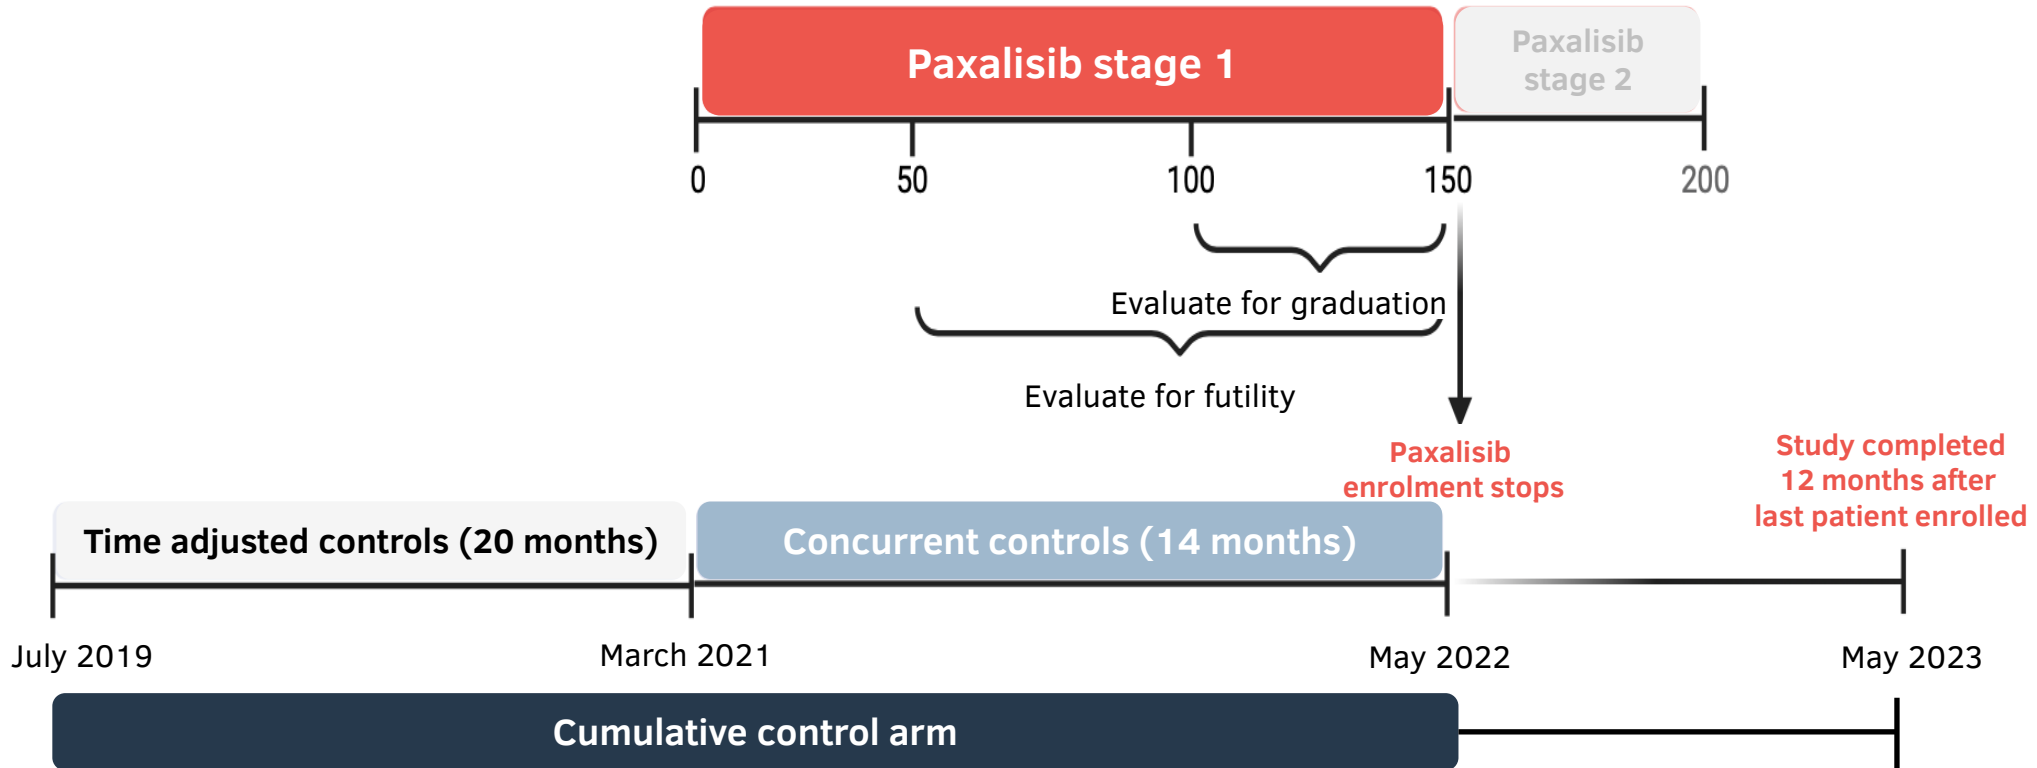 Paxalisib stage 1
Paxalisib
stage 2
0
50
100
150
200
Evaluate for graduation
Evaluate for futility
Paxalisib
enrolment stops
Study completed
12 months after
last patient enrolled
Time adjusted controls (20 months)
Concurrent controls (14 months)
July 2019
March 2021
May 2022
May 2023
Cumulative control arm